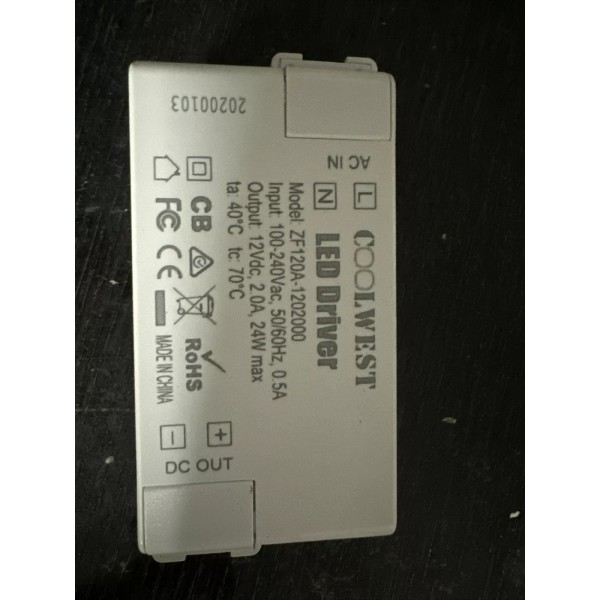 COOLWEST
LED Driver
Model: ZF120A-1202000
Input: 100-240Vac, 50/60Hz, 0.5A
Output: 12Vdc, 2.0A, 24W max
ta: 40°C tc: 70°C
AC IN
L
N
CB
RoHS
FC CE
MADE IN CHINA
+
-
DC OUT
20200103